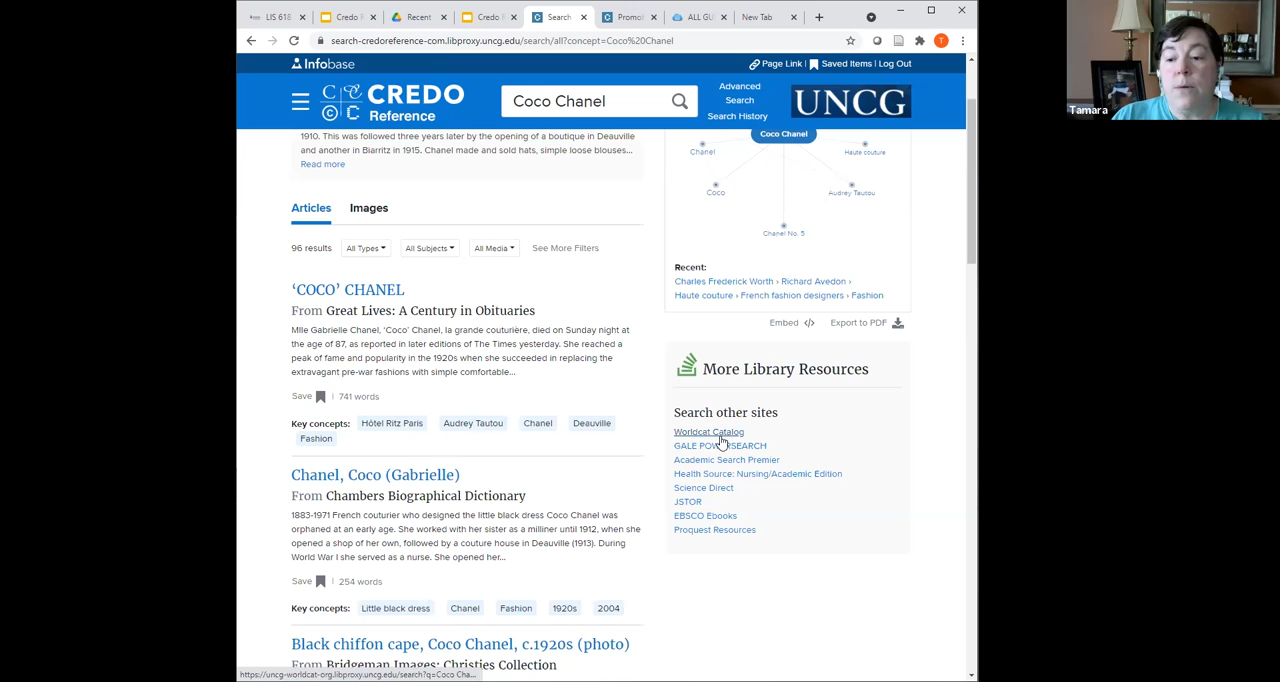 LIS 618
Credo F
Recent
Credo
Search
Promo
ALL GU
New Tab
search-credoreference-com.libproxy.uncg.edu/search/all?concept=Coco%20Chanel
T
Infobase
Page Link | Saved Items | Log Out
CREDO
Reference
Coco Chanel
Advanced
Search
Search History
UNCG
1910. This was followed three years later by the opening of a boutique in Deauville
and another in Biarritz in 1915. Chanel made and sold hats, simple loose blouses...
Read more
Coco Chanel
Chanel
Haute couture
Coco
Audrey Tautou
Chanel No. 5
Articles Images
96 results All Types All Subjects All Media See More Filters
Recent:
Charles Frederick Worth › Richard Avedon ›
Haute couture › French fashion designers › Fashion
Embed </> Export to PDF
‘COCO’ CHANEL
From Great Lives: A Century in Obituaries
Mlle Gabrielle Chanel, ‘Coco’ Chanel, la grande couturière, died on Sunday night at
the age of 87, as reported in later editions of The Times yesterday. She reached a
peak of fame and popularity in the 1920s when she succeeded in replacing the
extravagant pre-war fashions with simple comfortable...
Save | 741 words
Key concepts: Hôtel Ritz Paris Audrey Tautou Chanel Deauville
Fashion
More Library Resources
Search other sites
Worldcat Catalog
GALE POWERSEARCH
Academic Search Premier
Health Source: Nursing/Academic Edition
Science Direct
JSTOR
EBSCO Ebooks
Proquest Resources
Chanel, Coco (Gabrielle)
From Chambers Biographical Dictionary
1883-1971 French couturier who designed the little black dress Coco Chanel was
orphaned at an early age. She worked with her sister as a milliner until 1912, when she
opened a shop of her own, followed by a couture house in Deauville (1913). During
World War I she served as a nurse. She opened her...
Save | 254 words
Key concepts: Little black dress Chanel Fashion 1920s 2004
Black chiffon cape, Coco Chanel, c.1920s (photo)
From Bridgeman Images: Christies Collection
https://uncg-worldcat-org.libproxy.uncg.edu/search?q=Coco Cha...
Tamara